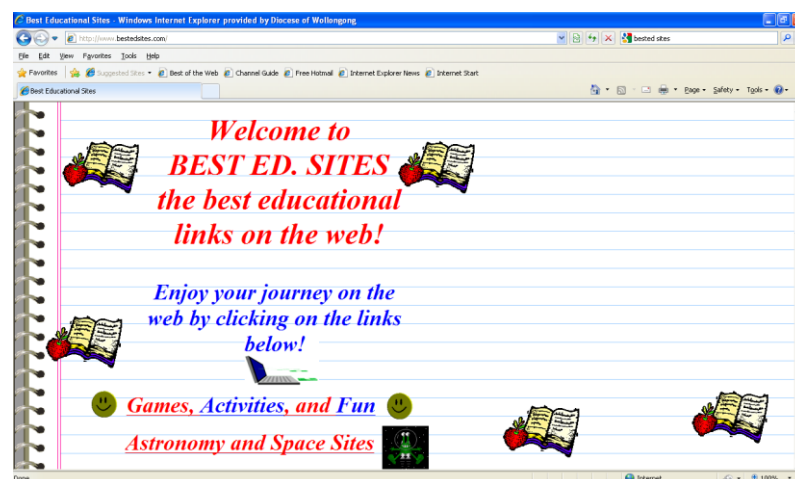 Best Educational Sites - Windows Internet Explorer provided by Diocese of Wollongong
http://www.bestedsites.com/
bested sites
File Edit View Favorites Tools Help
Favorites Suggested Sites Best of the Web Channel Guide Free Hotmail Internet Explorer News Internet Start
Best Educational Sites Page Safety Tools
Welcome to
BEST ED. SITES
the best educational
links on the web!
Enjoy your journey on the
web by clicking on the links
below!
Games, Activities, and Fun
Astronomy and Space Sites
Done Internet 100%